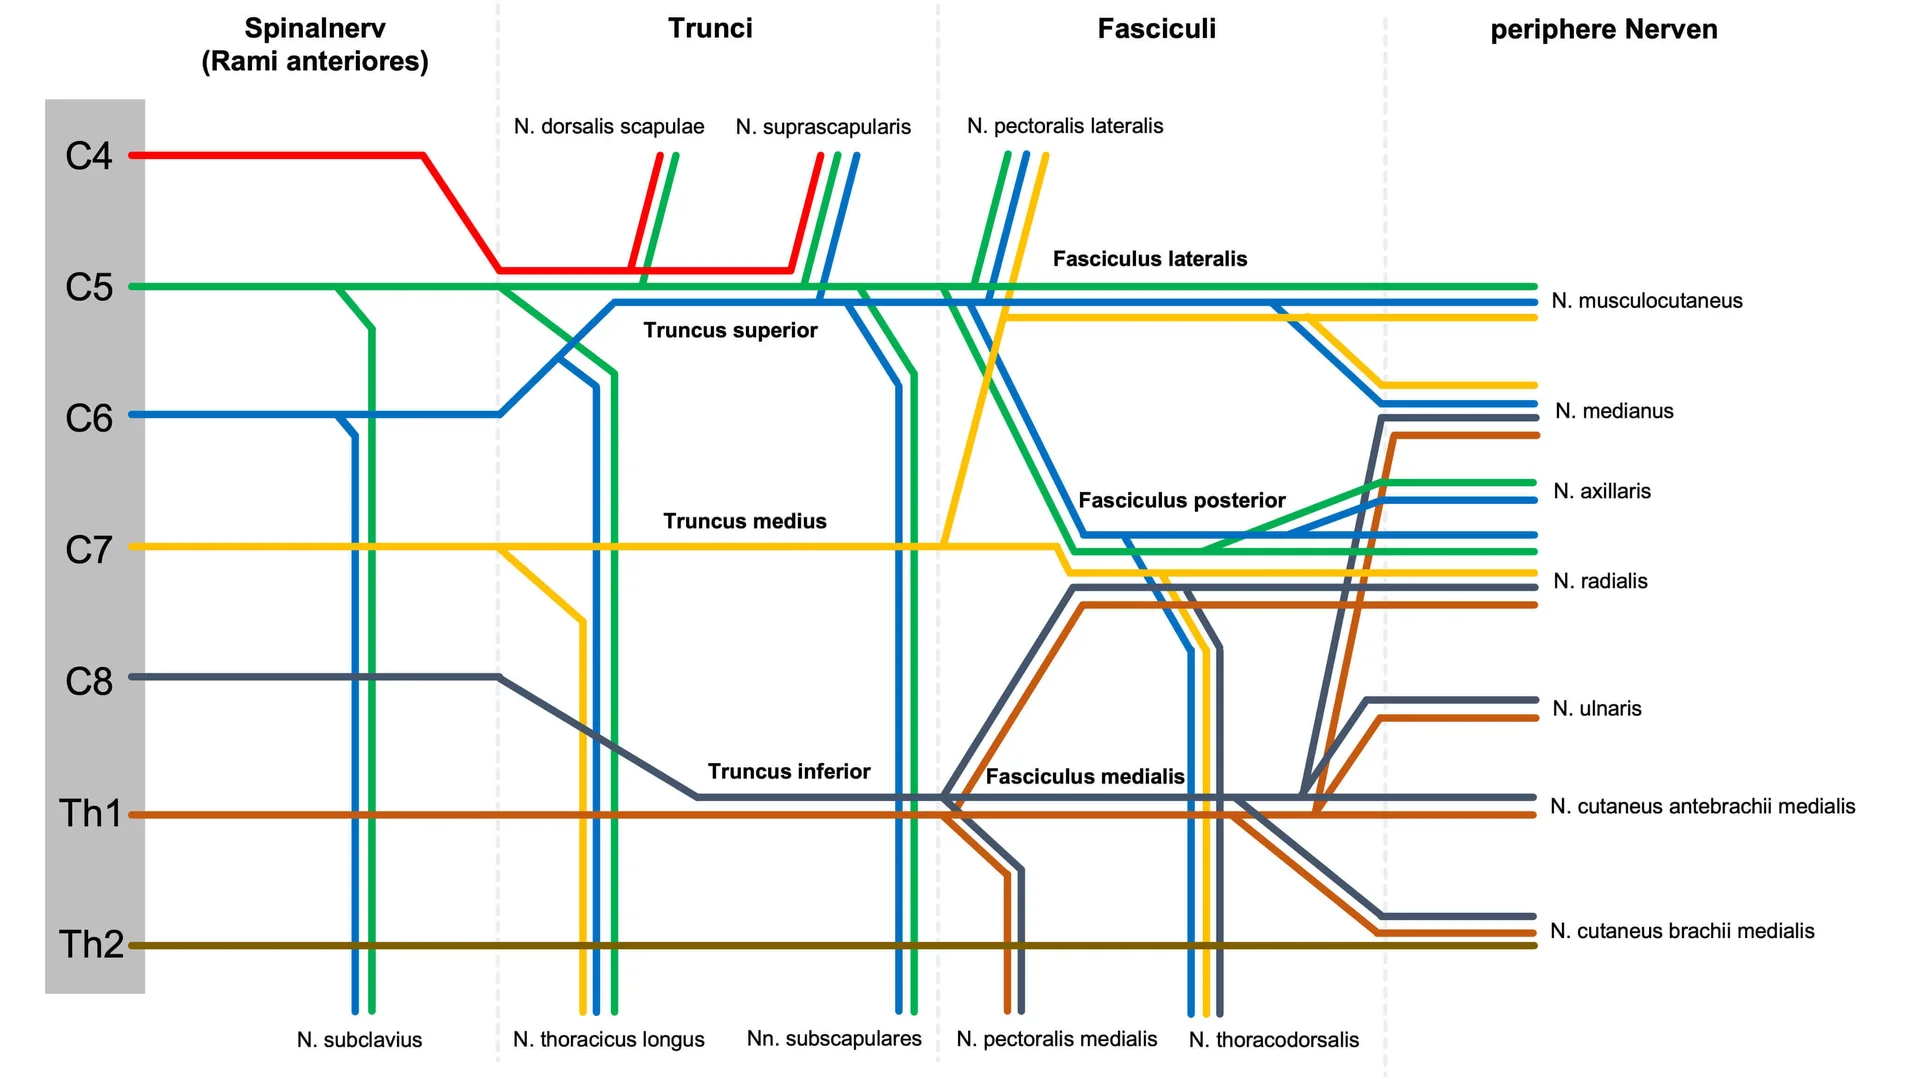 Spinalnerv
(Rami anteriores)
Trunci
Fasciculi
periphere Nerven
N. dorsalis scapulae
N. suprascapularis
N. pectoralis lateralis
C4
Fasciculus lateralis
C5
N. musculocutaneus
Truncus superior
N. medianus
C6
N. axillaris
Fasciculus posterior
Truncus medius
C7
N. radialis
C8
N. ulnaris
Truncus inferior
Fasciculus medialis
Th1
N. cutaneus antebrachii medialis
N. cutaneus brachii medialis
Th2
N. subclavius
N. thoracicus longus
Nn. subscapulares
N. pectoralis medialis
N. thoracodorsalis